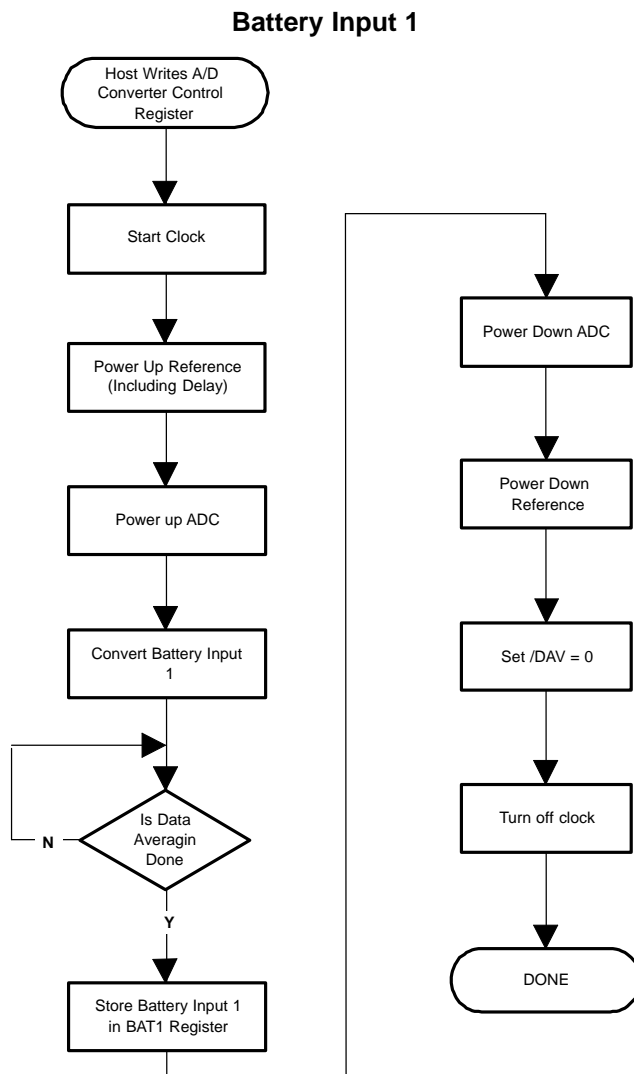 Battery Input 1
Host Writes A/D
Converter Control
Register
Start Clock
Power Up Reference
(Including Delay)
Power up ADC
Convert Battery Input
1
Is Data
Averagin
Done
N
Y
Store Battery Input 1
in BAT1 Register
Power Down ADC
Power Down
Reference
Set /DAV = 0
Turn off clock
DONE